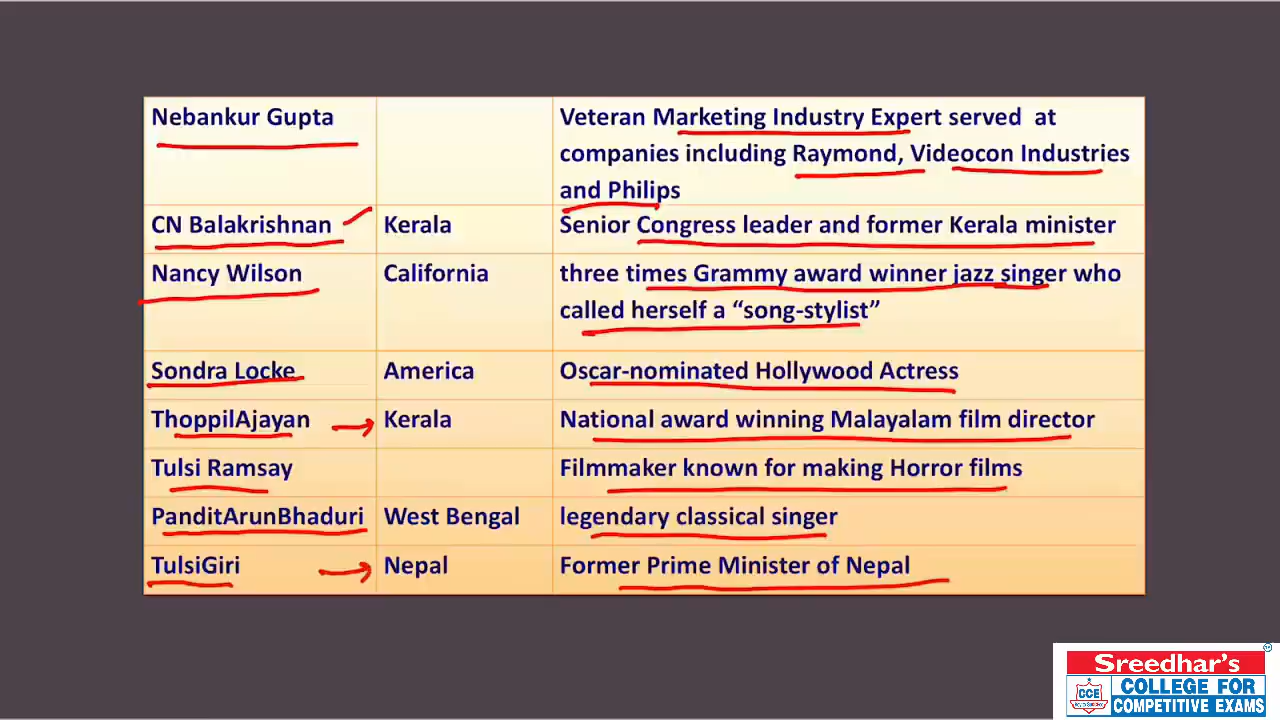 Nebankur Gupta
Veteran Marketing Industry Expert served at
companies including Raymond, Videocon Industries
and Philips
CN Balakrishnan
Kerala
Senior Congress leader and former Kerala minister
Nancy Wilson
California
three times Grammy award winner jazz singer who
called herself a “song-stylist”
Sondra Locke
America
Oscar-nominated Hollywood Actress
ThoppilAjayan
Kerala
National award winning Malayalam film director
Tulsi Ramsay
Filmmaker known for making Horror films
PanditArunBhaduri
West Bengal
legendary classical singer
TulsiGiri
Nepal
Former Prime Minister of Nepal
Sreedhar's
CCE
COLLEGE FOR
COMPETITIVE EXAMS